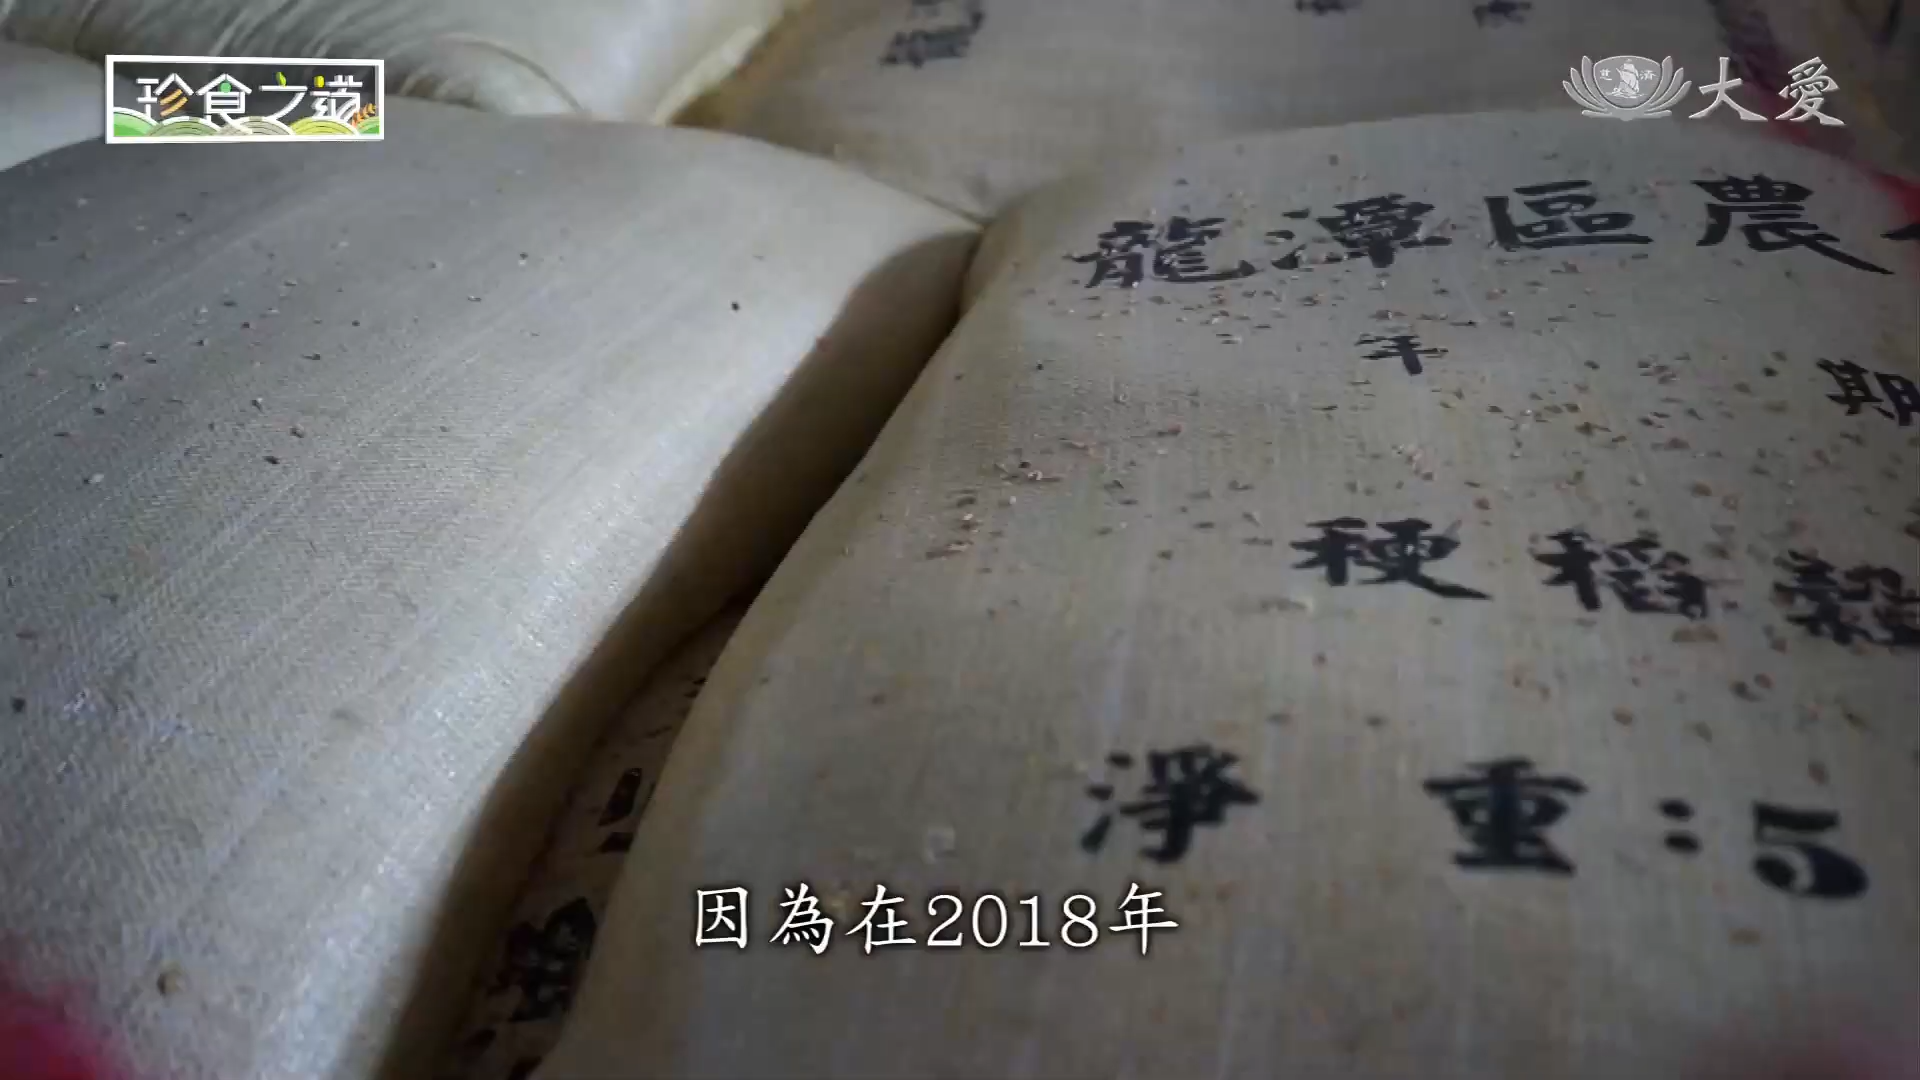 珍食之道
大愛
龍潭區農
年 期
稉稻穀
淨 重:5
因為在2018年